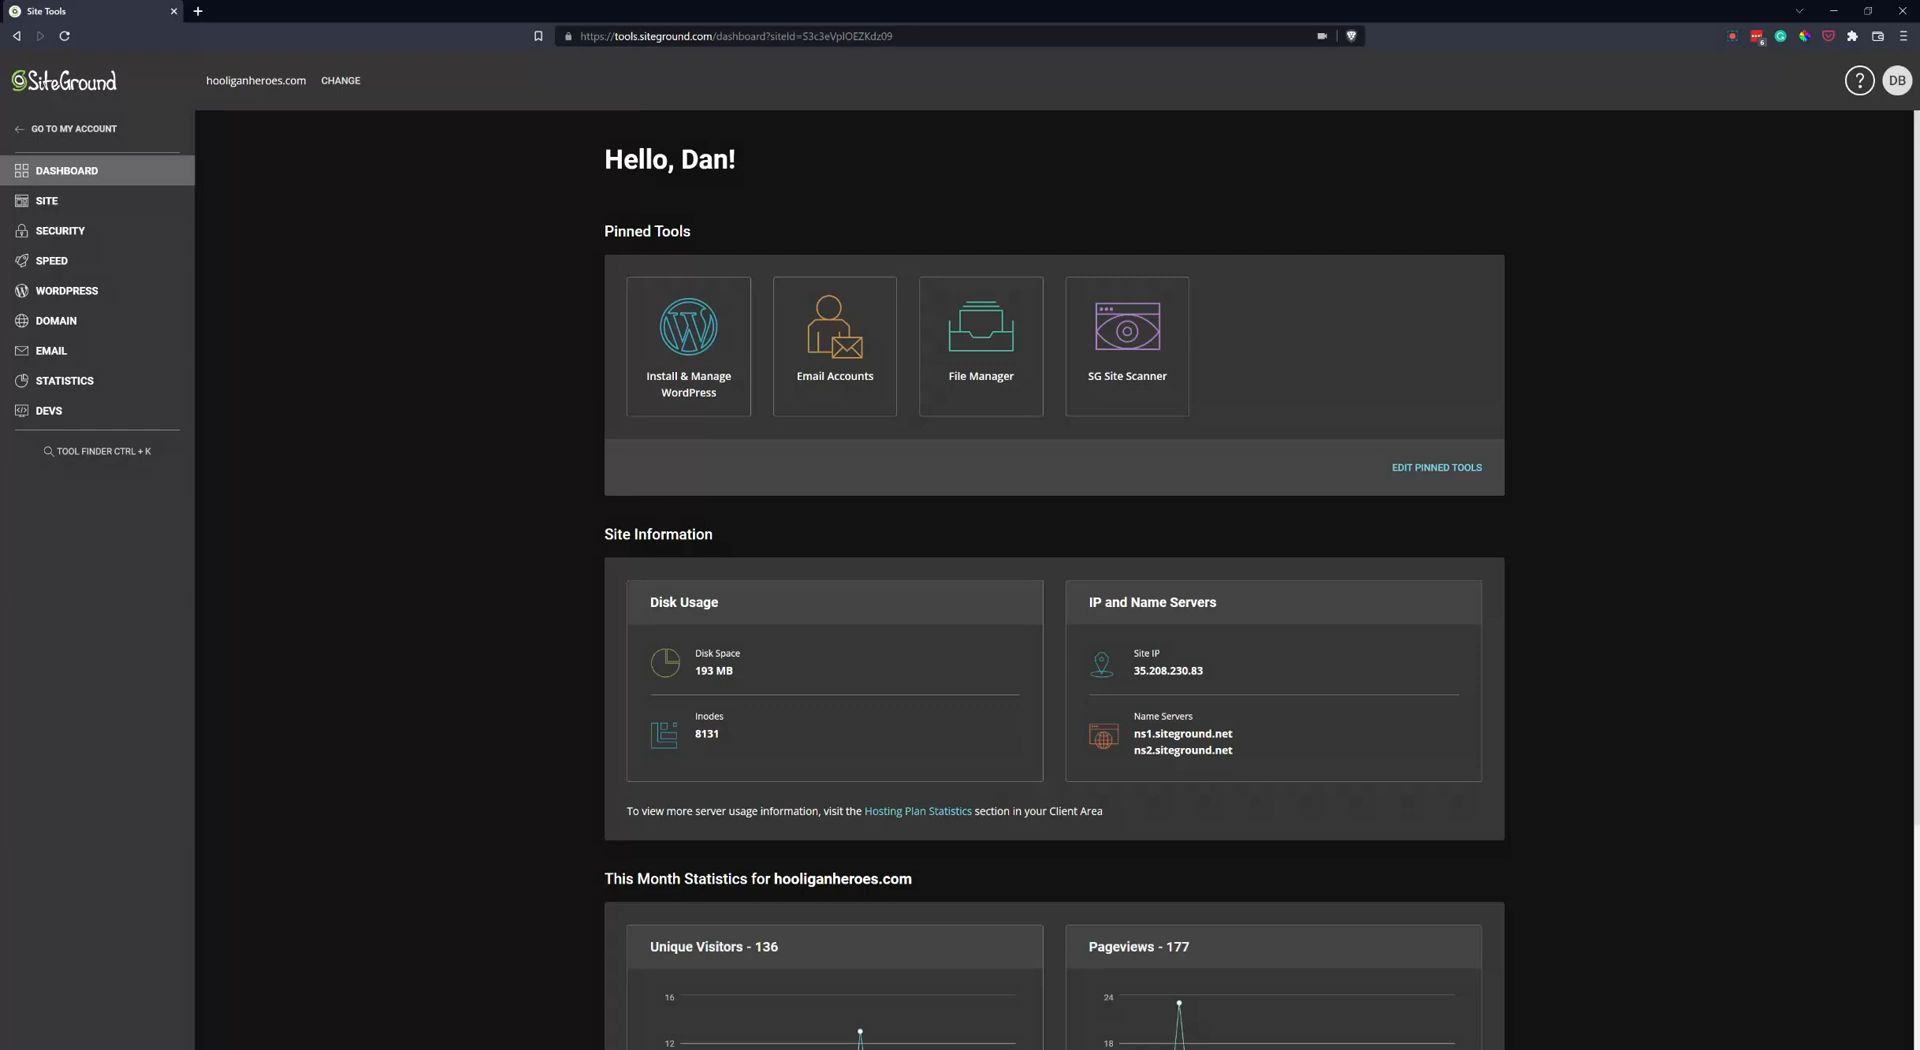 Site Tools
https://tools.siteground.com/dashboard?siteId=S3c3eVplOEZKdz09
6
SiteGround
hooliganheroes.com CHANGE
? DB
GO TO MY ACCOUNT
DASHBOARD
SITE
SECURITY
SPEED
WORDPRESS
DOMAIN
EMAIL
STATISTICS
DEVS
TOOL FINDER CTRL + K
Hello, Dan!
Pinned Tools
Install & Manage
WordPress
Email Accounts
File Manager
SG Site Scanner
EDIT PINNED TOOLS
Site Information
Disk Usage
Disk Space
193 MB
Inodes
8131
IP and Name Servers
Site IP
35.208.230.83
Name Servers
ns1.siteground.net
ns2.siteground.net
To view more server usage information, visit the Hosting Plan Statistics section in your Client Area
This Month Statistics for hooliganheroes.com
Unique Visitors - 136
16
12
Pageviews - 177
24
18